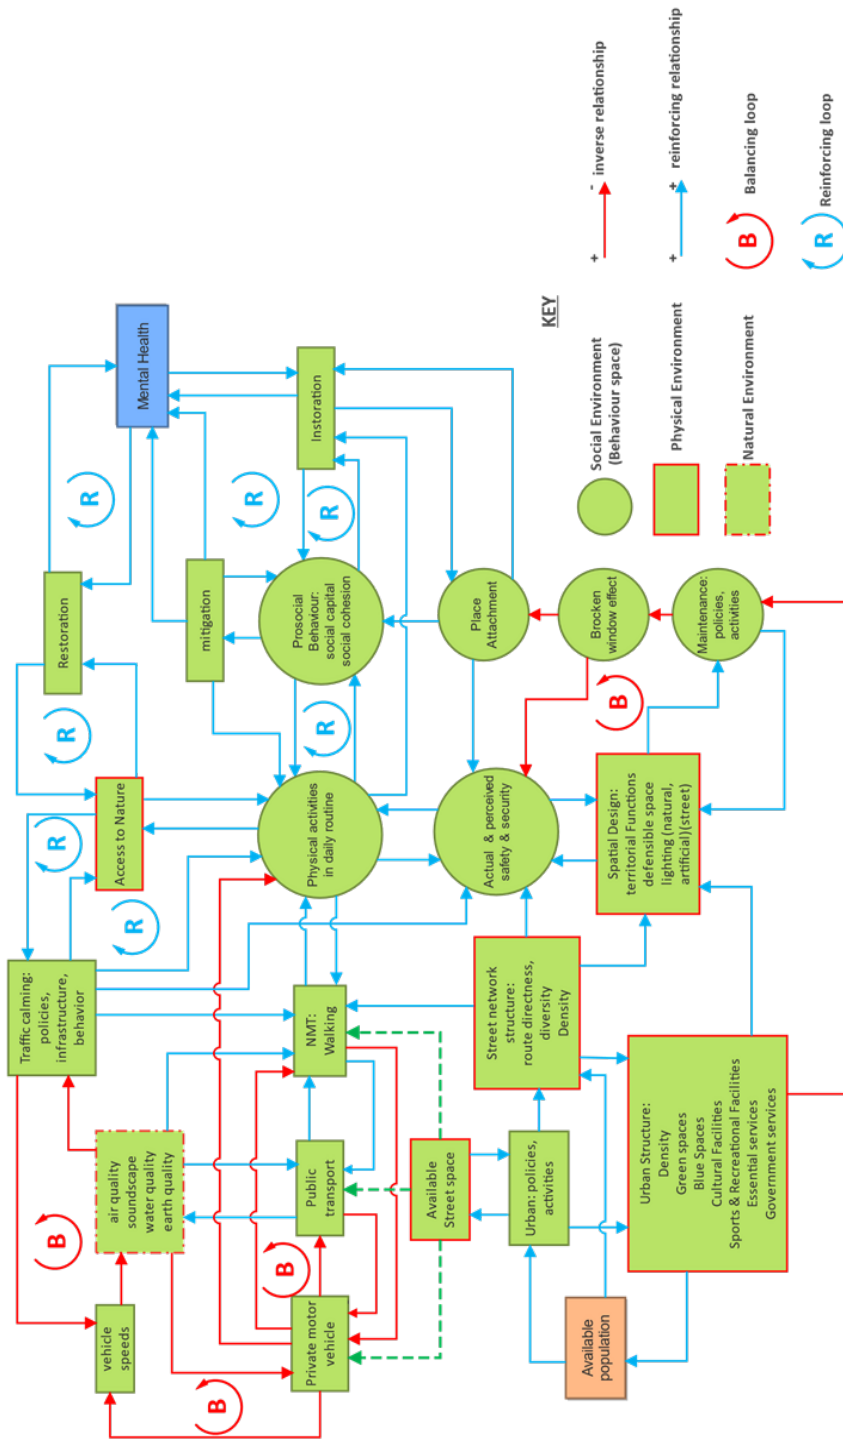 vehicle
speeds
air quality
soundscape
water quality
earth quality
Traffic calming:
policies,
infrastructure,
behavior
Access to Nature
Restoration
Mental Health
B
B
B
R
R
R
R
R
R
R
B
Private motor
vehicle
Public
transport
NMT:
Walking
Physical activities
in daily routine
mitigation
Prosocial
Behaviour:
social capital
social cohesion
Instoration
Available
Street space
Urban: policies,
activities
Street network
structure:
route directness,
diversity
Density
Actual & perceived
safety & security
Place
Attachment
Brocken
window effect
Maintenance:
policies,
activities
Spatial Design:
territorial Functions
defensible space
lighting (natural,
artificial)(street)
Available
population
Urban Structure:
Density
Green spaces
Blue Spaces
Cultural Facilities
Sports & Recreational Facilities
Essential services
Government services
KEY
Social Environment
(Behaviour space)
Physical Environment
Natural Environment
+ - inverse relationship
+ + reinforcing relationship
B Balancing loop
R Reinforcing loop